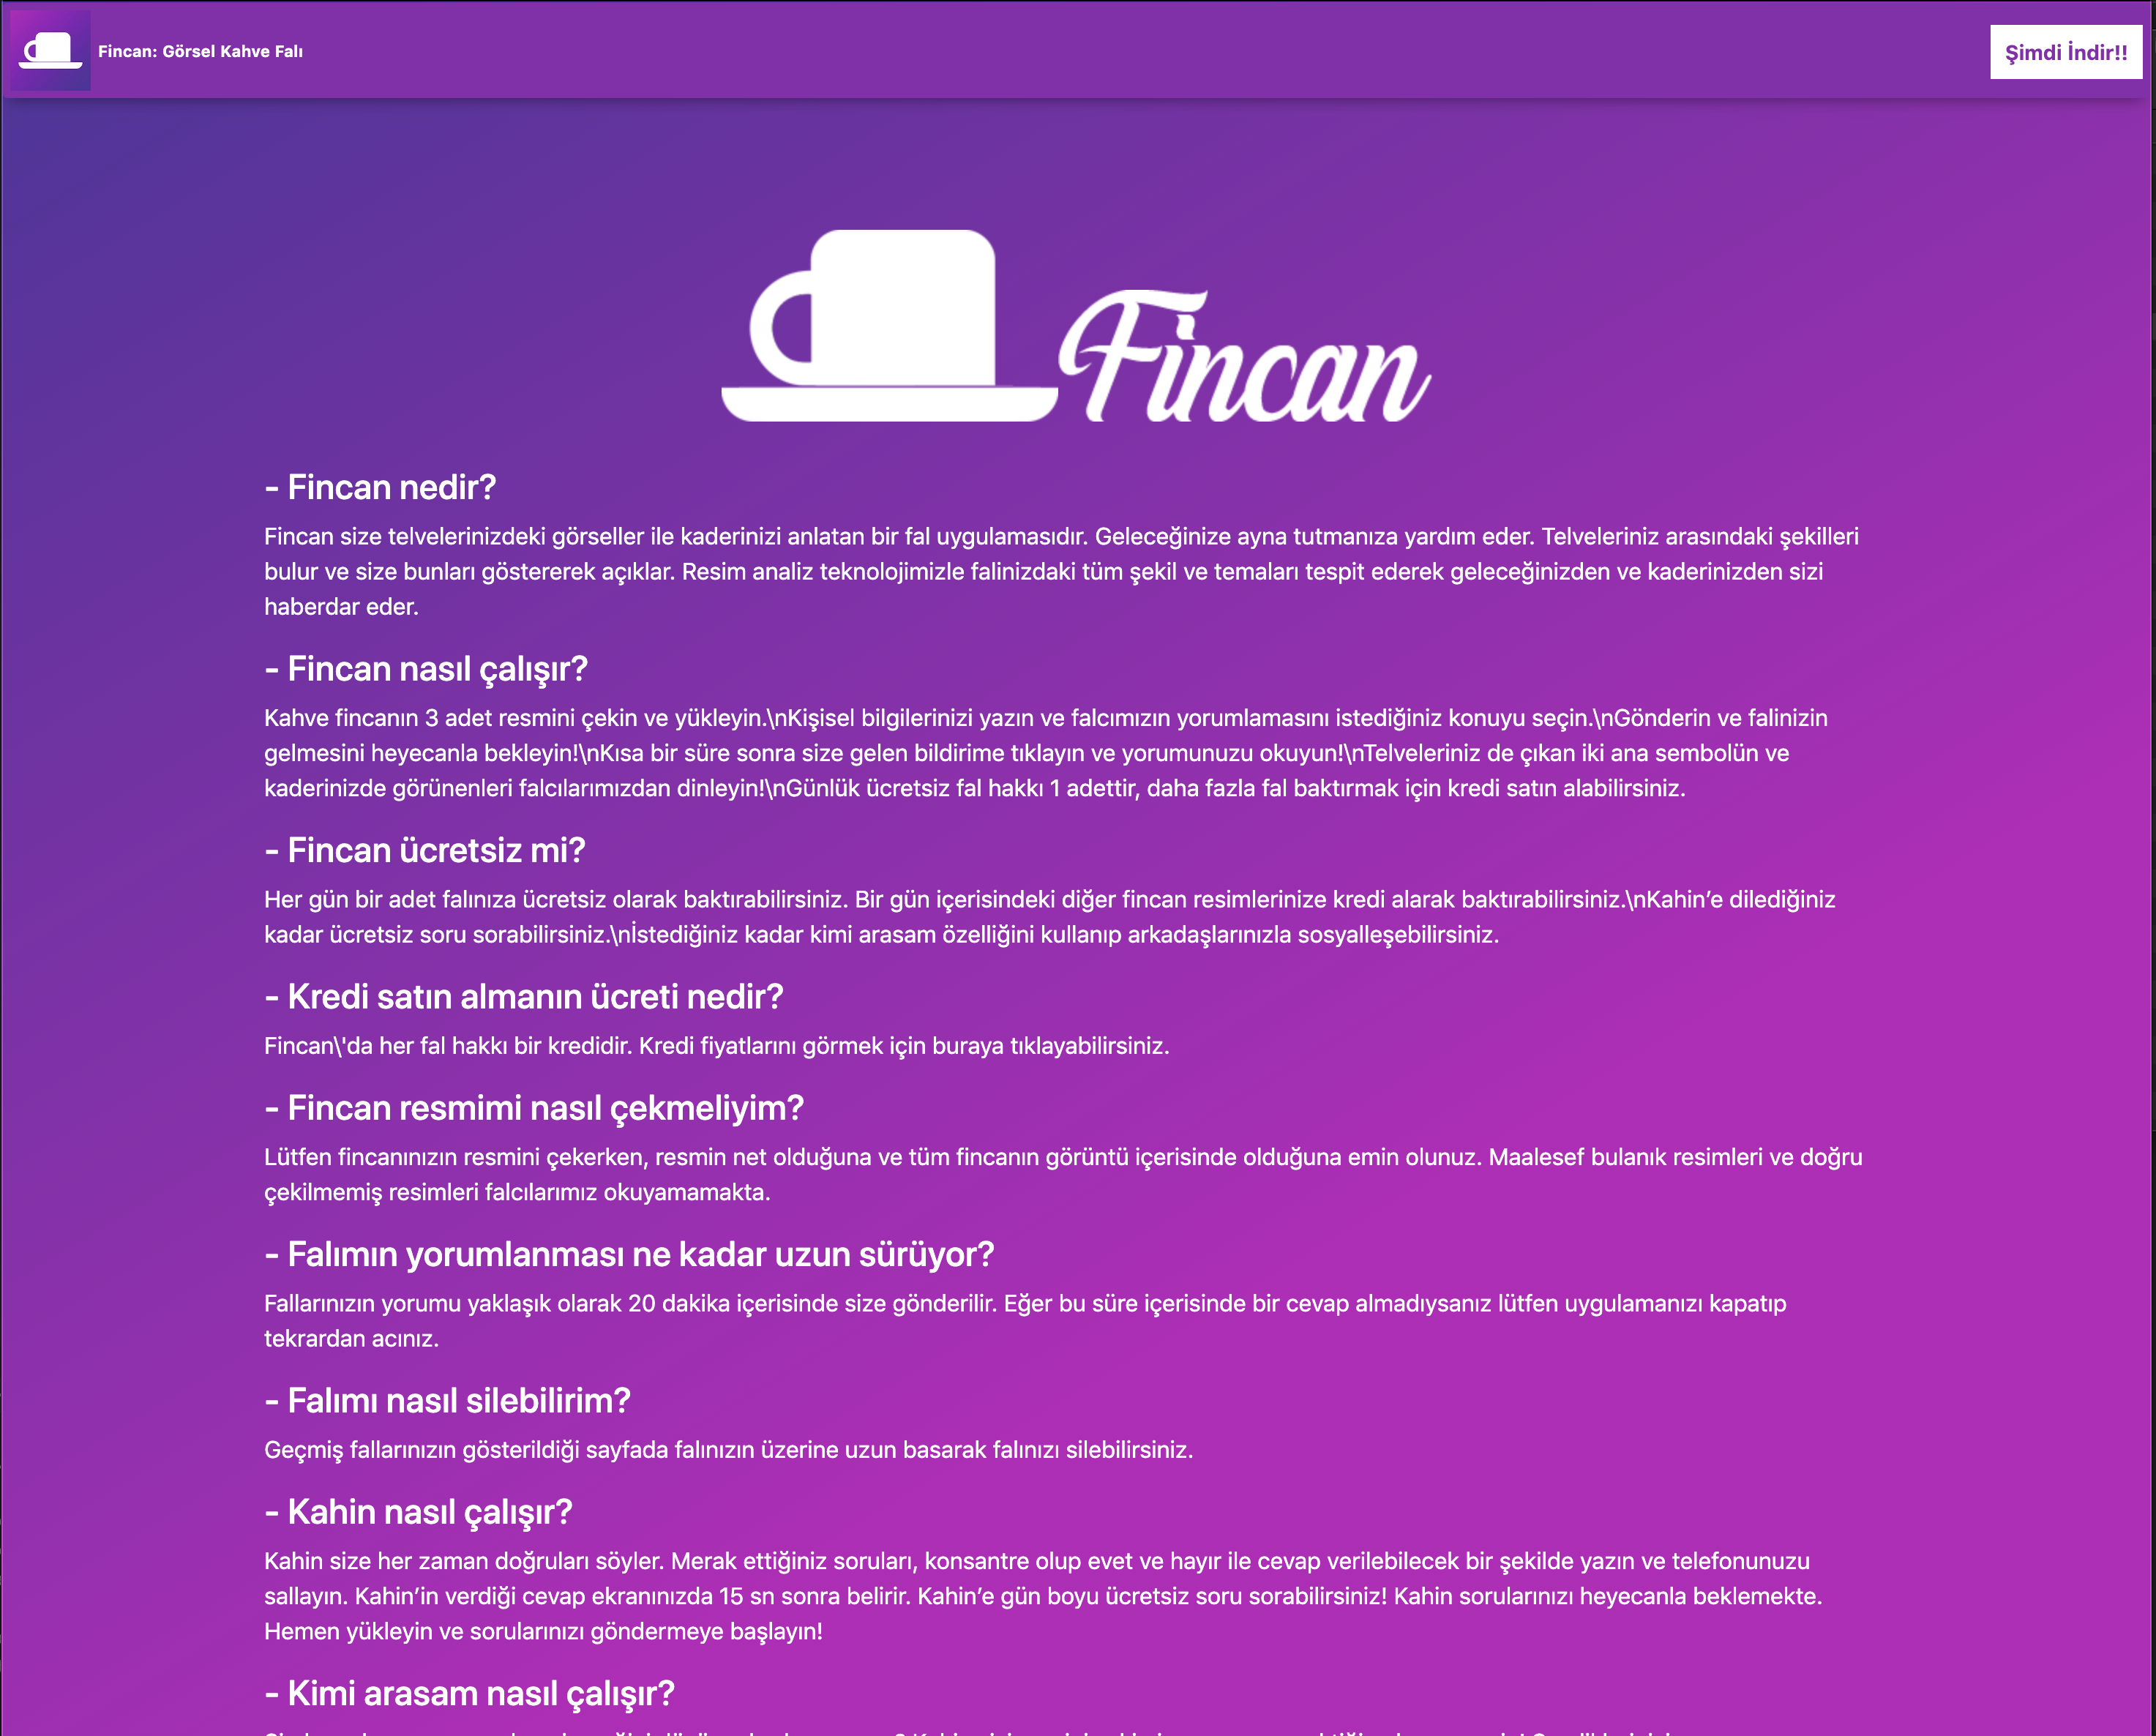 Fincan: Görsel Kahve Falı
Şimdi İndir!!
Fincan
- Fincan nedir?
Fincan size telvelerinizdeki görseller ile kaderinizi anlatan bir fal uygulamasıdır. Geleceğinize ayna tutmanıza yardım eder. Telveleriniz arasındaki şekilleri
bulur ve size bunları göstererek açıklar. Resim analiz teknolojimizle falinizdaki tüm şekil ve temaları tespit ederek geleceğinizden ve kaderinizden sizi
haberdar eder.
- Fincan nasıl çalışır?
Kahve fincanın 3 adet resmini çekin ve yükleyin.\nKişisel bilgilerinizi yazın ve falcımızın yorumlamasını istediğiniz konuyu seçin.\nGönderin ve falinizin
gelmesini heyecanla bekleyin!\nKısa bir süre sonra size gelen bildirime tıklayın ve yorumunuzu okuyun!\nTelveleriniz de çıkan iki ana sembolün ve
kaderinizde görünenleri falcılarımızdan dinleyin!\nGünlük ücretsiz fal hakkı 1 adettir, daha fazla fal baktırmak için kredi satın alabilirsiniz.
- Fincan ücretsiz mi?
Her gün bir adet falınıza ücretsiz olarak baktırabilirsiniz. Bir gün içerisindeki diğer fincan resimlerinize kredi alarak baktırabilirsiniz.\nKahin’e dilediğiniz
kadar ücretsiz soru sorabilirsiniz.\nİstediğiniz kadar kimi arasam özelliğini kullanıp arkadaşlarınızla sosyalleşebilirsiniz.
- Kredi satın almanın ücreti nedir?
Fincan\'da her fal hakkı bir kredidir. Kredi fiyatlarını görmek için buraya tıklayabilirsiniz.
- Fincan resmimi nasıl çekmeliyim?
Lütfen fincanınızın resmini çekerken, resmin net olduğuna ve tüm fincanın görüntü içerisinde olduğuna emin olunuz. Maalesef bulanık resimleri ve doğru
çekilmemiş resimleri falcılarımız okuyamamakta.
- Falımın yorumlanması ne kadar uzun sürüyor?
Fallarınızın yorumu yaklaşık olarak 20 dakika içerisinde size gönderilir. Eğer bu süre içerisinde bir cevap almadıysanız lütfen uygulamanızı kapatıp
tekrardan acınız.
- Falımı nasıl silebilirim?
Geçmiş fallarınızın gösterildiği sayfada falınızın üzerine uzun basarak falınızı silebilirsiniz.
- Kahin nasıl çalışır?
Kahin size her zaman doğruları söyler. Merak ettiğiniz soruları, konsantre olup evet ve hayır ile cevap verilebilecek bir şekilde yazın ve telefonunuzu
sallayın. Kahin’in verdiği cevap ekranınızda 15 sn sonra belirir. Kahin’e gün boyu ücretsiz soru sorabilirsiniz! Kahin sorularınızı heyecanla beklemekte.
Hemen yükleyin ve sorularınızı göndermeye başlayın!
- Kimi arasam nasıl çalışır?